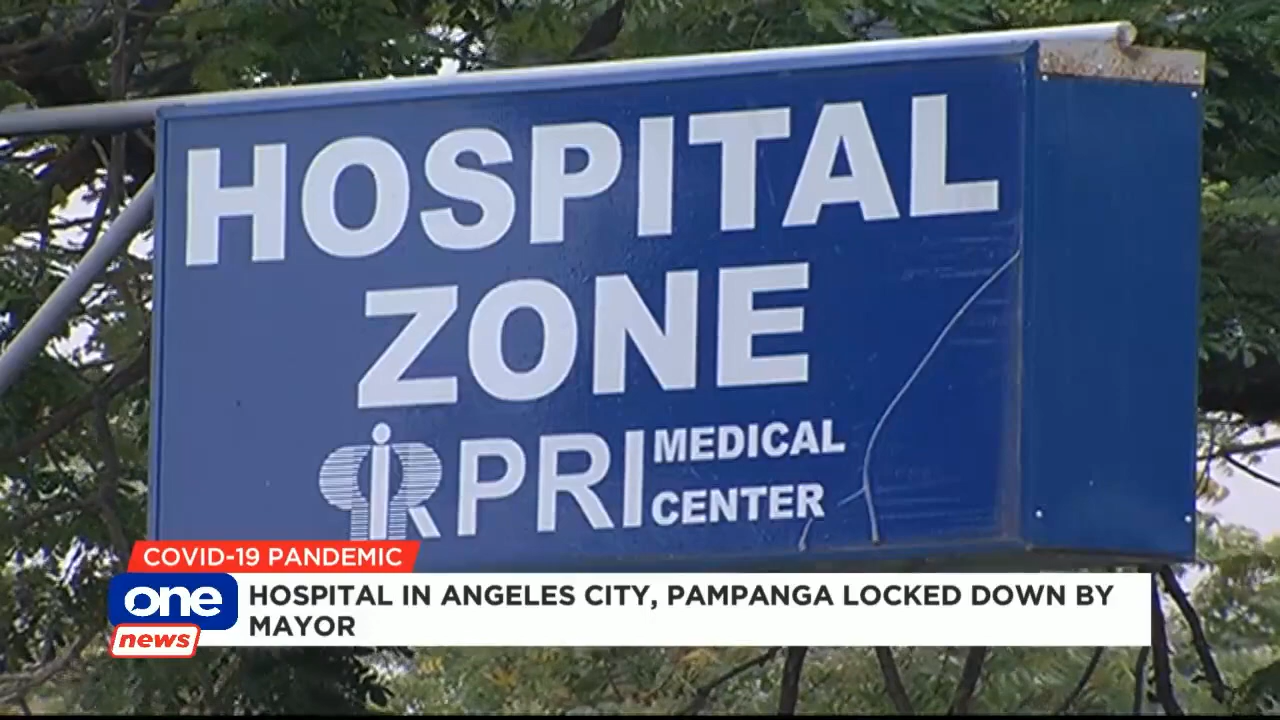 HOSPITAL
ZONE
PRI MEDICAL
CENTER
COVID-19 PANDEMIC
one
news
HOSPITAL IN ANGELES CITY, PAMPANGA LOCKED DOWN BY
MAYOR